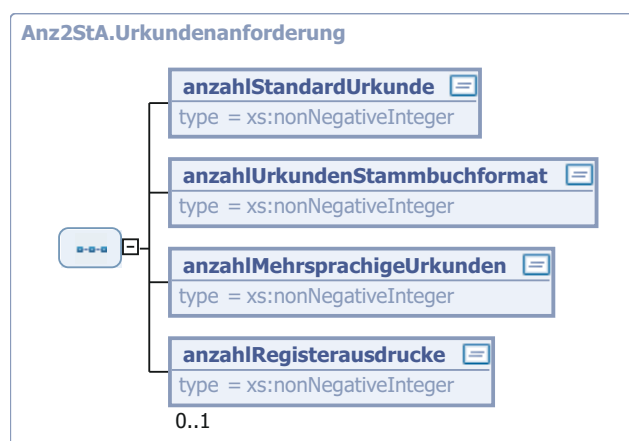 Anz2StA.Urkundenanforderung
anzahlStandardUrkunde
type = xs:nonNegativeInteger
anzahlUrkundenStammbuchformat
type = xs:nonNegativeInteger
anzahlMehrsprachigeUrkunden
type = xs:nonNegativeInteger
anzahlRegisterausdrucke
type = xs:nonNegativeInteger
0..1